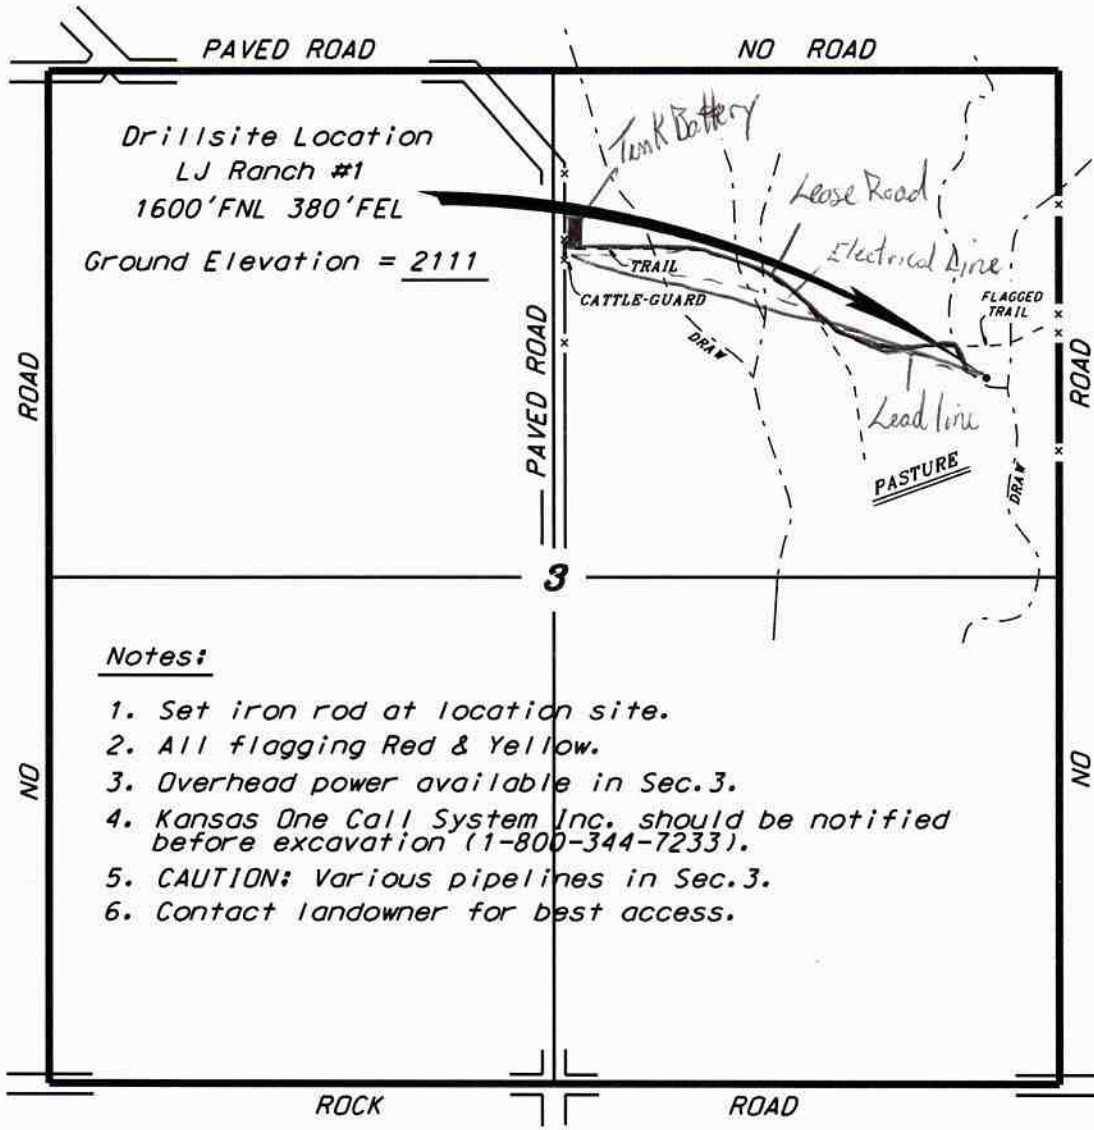 PAVED ROAD
NO ROAD
Drillsite Location
LJ Ranch #1
1600'FNL 380'FEL
Ground Elevation = 2111
Tank Battery
Lease Road
Electrical Line
TRAIL
CATTLE-GUARD
FLAGGED
TRAIL
DRAW
Lead line
PASTURE
DRAW
PAVED ROAD
ROAD
ROAD
3
Notes:
1. Set iron rod at location site.
2. All flagging Red & Yellow.
3. Overhead power available in Sec.3.
4. Kansas One Call System Inc. should be notified
before excavation (1-800-344-7233).
5. CAUTION: Various pipelines in Sec.3.
6. Contact landowner for best access.
NO
NO
ROCK
ROAD